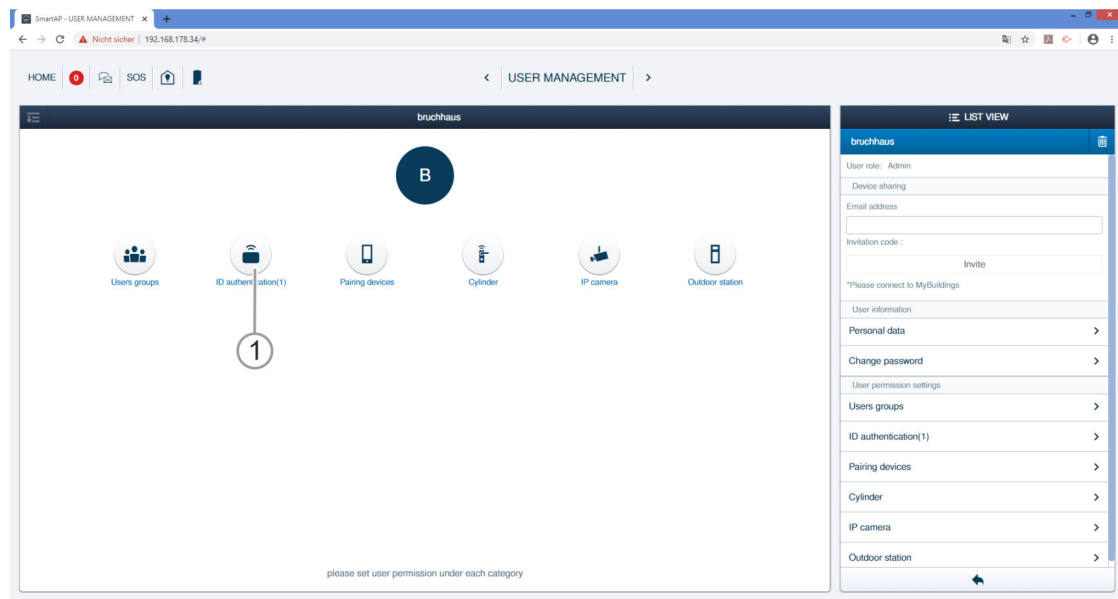 SmartAP - USER MANAGEMENT
Nicht sicher | 192.168.178.34/#
HOME 0 SOS
< USER MANAGEMENT >
bruchhaus
B
Users groups
ID authentication(1)
Pairing devices
Cylinder
IP camera
Outdoor station
1
please set user permission under each category
LIST VIEW
bruchhaus
User role: Admin
Device sharing
Email address
Invitation code :
Invite
*Please connect to MyBuildings
User information
Personal data
Change password
User permission settings
Users groups
ID authentication(1)
Pairing devices
Cylinder
IP camera
Outdoor station